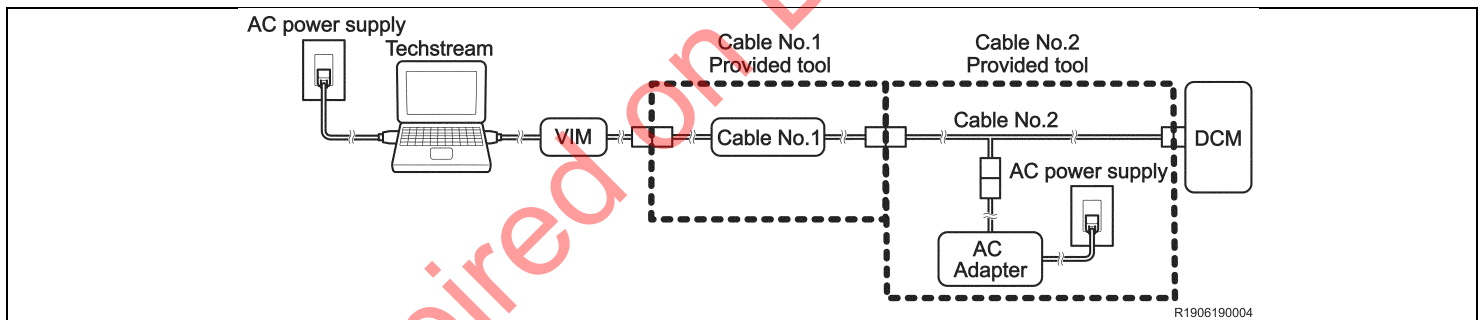 AC power supply
Techstream
VIM
Cable No.1
Provided tool
Cable No.1
Cable No.2
Provided tool
Cable No.2
AC power supply
AC
Adapter
DCM
R1906190004